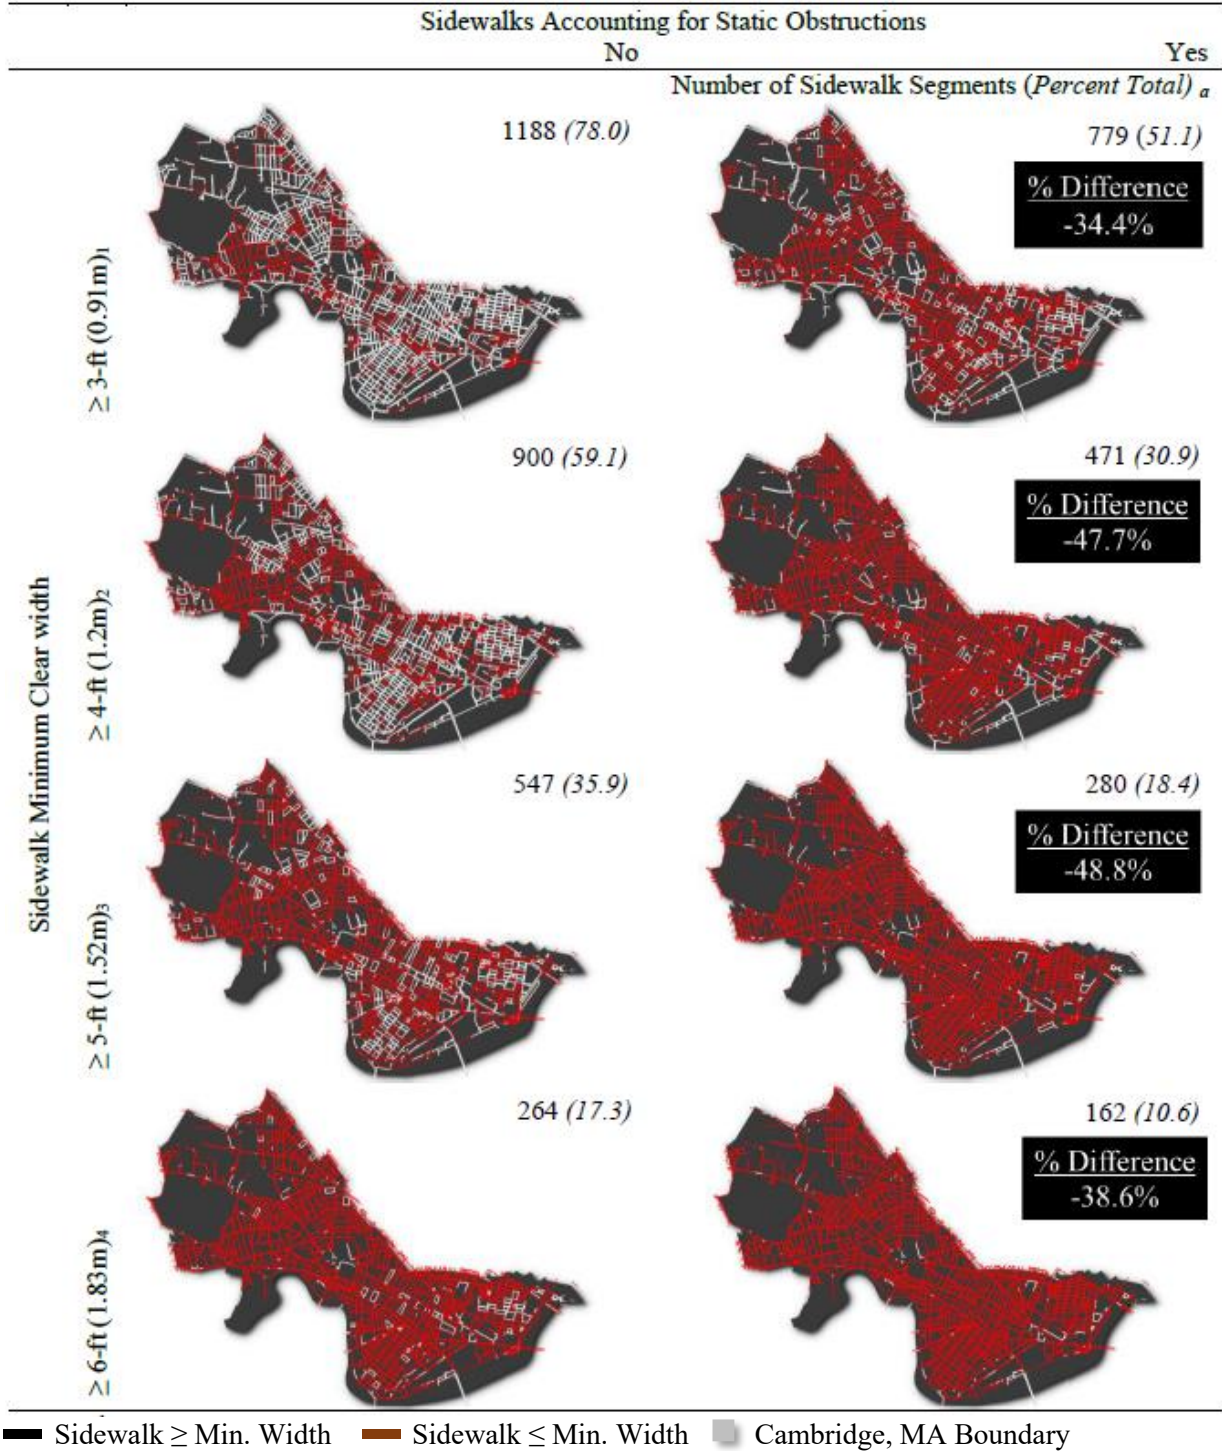 Sidewalks Accounting for Static Obstructions
No Yes
Number of Sidewalk Segments (Percent Total) a
Sidewalk Minimum Clear width
≥ 3-ft (0.91m)1
1188 (78.0)
779 (51.1)
% Difference
-34.4%
≥ 4-ft (1.2m)2
900 (59.1)
471 (30.9)
% Difference
-47.7%
≥ 5-ft (1.52m)3
547 (35.9)
280 (18.4)
% Difference
-48.8%
≥ 6-ft (1.83m)4
264 (17.3)
162 (10.6)
% Difference
-38.6%
Sidewalk ≥ Min. Width Sidewalk ≤ Min. Width Cambridge, MA Boundary